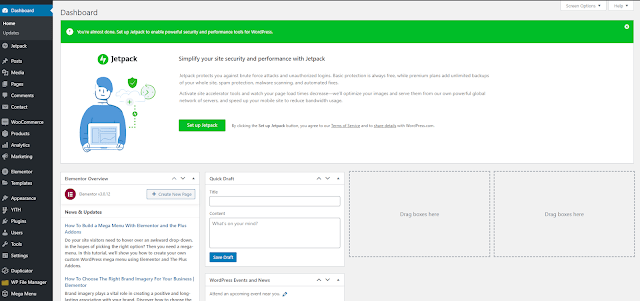 Dashboard
Home
Updates
Jetpack
Posts
Media
Pages
Comments
Contact
WooCommerce
Products
Analytics
Marketing
Elementor
Templates
Appearance
YITH
Plugins
Users
Tools
Settings
Duplicator
WP File Manager
Mega Menu
Screen Options
Help
Dashboard
You're almost done. Set up Jetpack to enable powerful security and performance tools for WordPress.
Jetpack
Simplify your site security and performance with Jetpack
Jetpack protects you against brute force attacks and unauthorized logins. Basic protection is always free, while premium plans add unlimited backups
of your whole site, spam protection, malware scanning, and automated fixes.
Activate site accelerator tools and watch your page load times decrease—we'll optimize your images and serve them from our own powerful global
network of servers, and speed up your mobile site to reduce bandwidth usage.
Set up Jetpack
By clicking the Set up Jetpack button, you agree to our Terms of Service and to share details with WordPress.com.
Elementor Overview
Elementor v3.0.13
Create New Page
News & Updates
How To Build a Mega Menu With Elementor and the Plus
Addons
Do your site visitors need to hover over an awkward drop down,
in the hopes of picking the right option? Then you need a mega-
menu. In this tutorial, we'll show you how to create your own
custom WordPress mega menu using Elementor and The Plus
Addons.
How To Choose The Right Brand Imagery For Your Business |
Elementor
Brand imagery plays a vital role in creating a positive and long-
lasting association with your brand. Discover how to choose the
Quick Draft
Title
Content
What's on your mind?
Save Draft
WordPress Events and News
Attend an upcoming event near you.
Drag boxes here
Drag boxes here